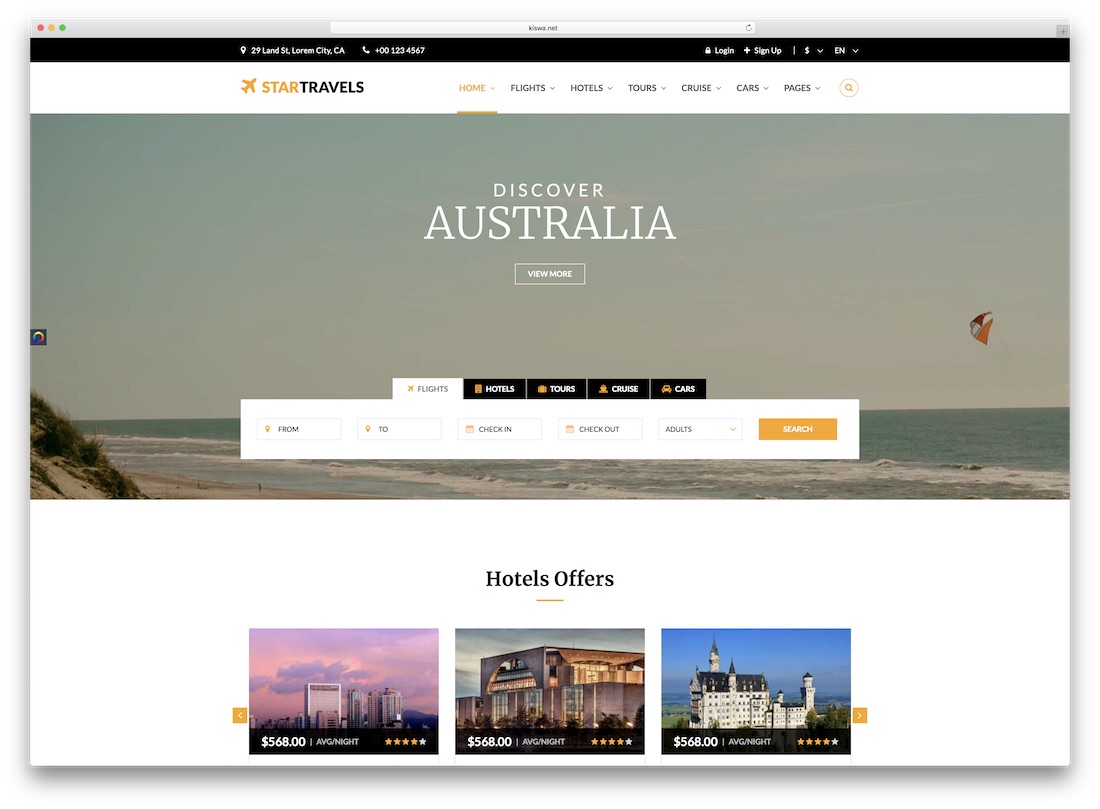 kiswa.net
29 Land St, Lorem City, CA +00 123 4567 Login Sign Up | $ EN
STARTRAVELS HOME FLIGHTS HOTELS TOURS CRUISE CARS PAGES
DISCOVER
AUSTRALIA
VIEW MORE
FLIGHTS HOTELS TOURS CRUISE CARS
FROM TO CHECK IN CHECK OUT ADULTS SEARCH
Hotels Offers
$568.00 | AVG/NIGHT $568.00 | AVG/NIGHT $568.00 | AVG/NIGHT